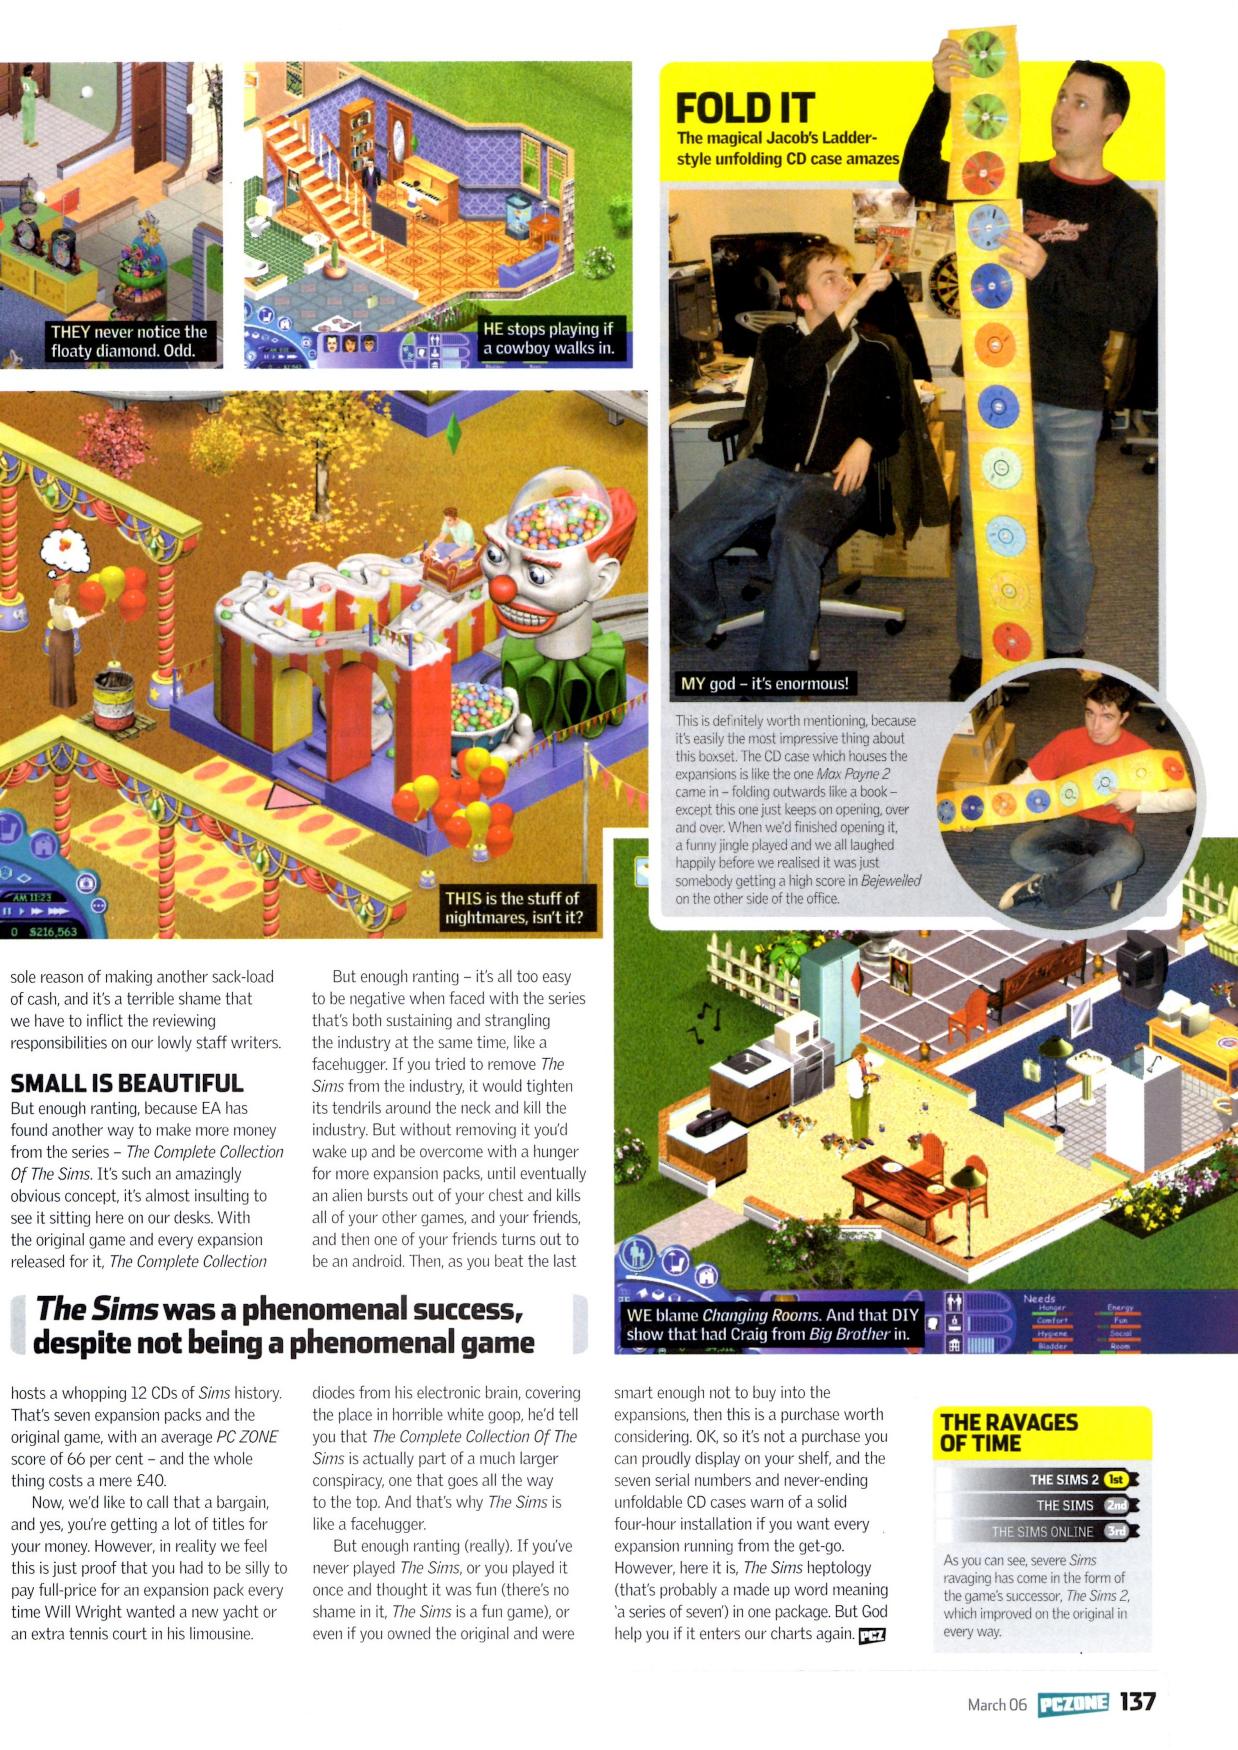 THEY never notice the
floaty diamond. Odd.
HE stops playing if
a cowboy walks in.
FOLD IT
The magical Jacob's Ladder-
style unfolding CD case amazes
MY god – it's enormous!
This is definitely worth mentioning, because
it's easily the most impressive thing about
this boxset. The CD case which houses the
expansions is like the one Max Payne 2
came in – folding outwards like a book –
except this one just keeps on opening, over
and over. When we'd finished opening it,
a funny jingle played and we all laughed
happily before we realised it was just
somebody getting a high score in Bejewelled
on the other side of the office.
AM 11:23
0 $216,563
THIS is the stuff of
nightmares, isn't it?
sole reason of making another sack-load
of cash, and it's a terrible shame that
we have to inflict the reviewing
responsibilities on our lowly staff writers.
SMALL IS BEAUTIFUL
But enough ranting, because EA has
found another way to make more money
from the series – The Complete Collection
Of The Sims. It's such an amazingly
obvious concept, it's almost insulting to
see it sitting here on our desks. With
the original game and every expansion
released for it, The Complete Collection
hosts a whopping 12 CDs of Sims history.
That's seven expansion packs and the
original game, with an average PC ZONE
score of 66 per cent – and the whole
thing costs a mere £40.
Now, we'd like to call that a bargain,
and yes, you're getting a lot of titles for
your money. However, in reality we feel
this is just proof that you had to be silly to
pay full-price for an expansion pack every
time Will Wright wanted a new yacht or
an extra tennis court in his limousine.
But enough ranting – it's all too easy
to be negative when faced with the series
that's both sustaining and strangling
the industry at the same time, like a
facehugger. If you tried to remove The
Sims from the industry, it would tighten
its tendrils around the neck and kill the
industry. But without removing it you'd
wake up and be overcome with a hunger
for more expansion packs, until eventually
an alien bursts out of your chest and kills
all of your other games, and your friends,
and then one of your friends turns out to
be an android. Then, as you beat the last
diodes from his electronic brain, covering
the place in horrible white goop, he'd tell
you that The Complete Collection Of The
Sims is actually part of a much larger
conspiracy, one that goes all the way
to the top. And that's why The Sims is
like a facehugger.
But enough ranting (really). If you've
never played The Sims, or you played it
once and thought it was fun (there's no
shame in it, The Sims is a fun game), or
even if you owned the original and were
smart enough not to buy into the
expansions, then this is a purchase worth
considering. OK, so it's not a purchase you
can proudly display on your shelf, and the
seven serial numbers and never-ending
unfoldable CD cases warn of a solid
four-hour installation if you want every
expansion running from the get-go.
However, here it is, The Sims heptology
(that's probably a made up word meaning
'a series of seven') in one package. But God
help you if it enters our charts again. PCZ
The Sims was a phenomenal success,
despite not being a phenomenal game
WE blame Changing Rooms. And that DIY
show that had Craig from Big Brother in.
Needs
Hunger Energy
Comfort Fun
Hygiene Social
Bladder Room
THE RAVAGES
OF TIME
THE SIMS 2 1st
THE SIMS 2nd
THE SIMS ONLINE 3rd
As you can see, severe Sims
ravaging has come in the form of
the game's successor, The Sims 2,
which improved on the original in
every way.
March 06 PCZONE 137